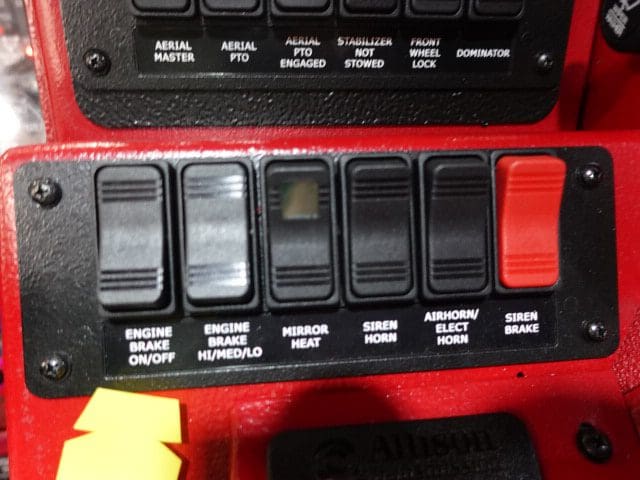 AERIAL
MASTER
AERIAL
PTO
AERIAL
PTO
ENGAGED
STABILIZER
NOT
STOWED
FRONT
WHEEL
LOCK
DOMINATOR
ENGINE
BRAKE
ON/OFF
ENGINE
BRAKE
HI/MED/LO
MIRROR
HEAT
SIREN
HORN
AIRHORN/
ELECT
HORN
SIREN
BRAKE
Allison